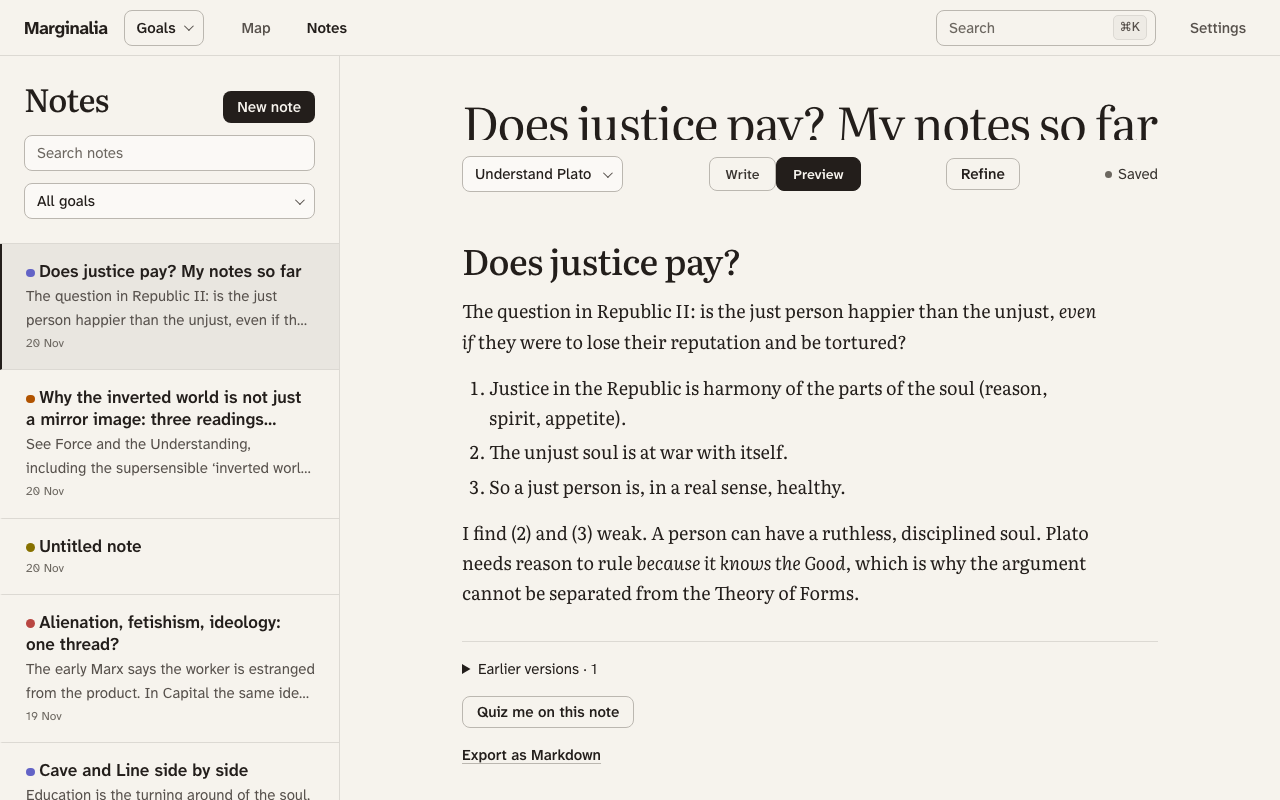 Marginalia
Goals
Map
Notes
Search
⌘K
Settings
Notes
New note
Search notes
All goals
Does justice pay? My notes so far
The question in Republic II: is the just
person happier than the unjust, even if th…
20 Nov
Why the inverted world is not just
a mirror image: three readings…
See Force and the Understanding,
including the supersensible ‘inverted worl…
20 Nov
Untitled note
20 Nov
Alienation, fetishism, ideology:
one thread?
The early Marx says the worker is estranged
from the product. In Capital the same ide…
19 Nov
Cave and Line side by side
Education is the turning around of the soul,
Does justice pay? My notes so far
Understand Plato
Write
Preview
Refine
Saved
Does justice pay?
The question in Republic II: is the just person happier than the unjust, even
if they were to lose their reputation and be tortured?
1. Justice in the Republic is harmony of the parts of the soul (reason,
spirit, appetite).
2. The unjust soul is at war with itself.
3. So a just person is, in a real sense, healthy.
I find (2) and (3) weak. A person can have a ruthless, disciplined soul. Plato
needs reason to rule because it knows the Good, which is why the argument
cannot be separated from the Theory of Forms.
Earlier versions · 1
Quiz me on this note
Export as Markdown